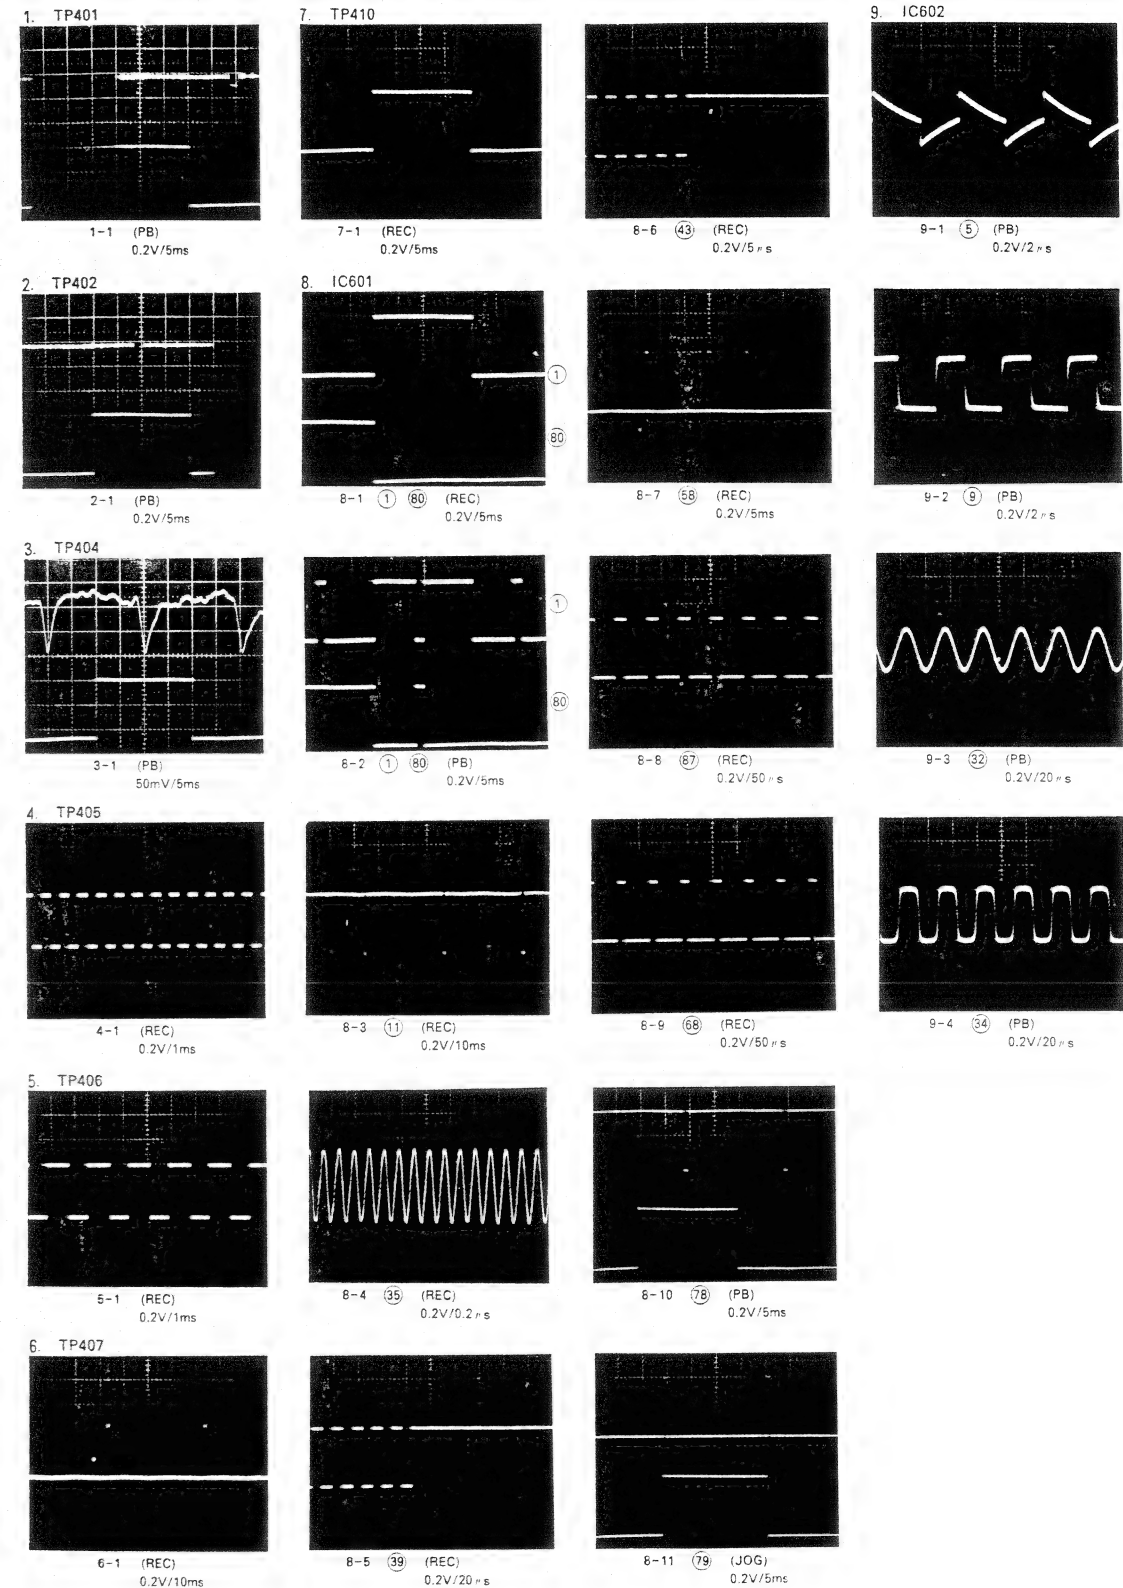 1. TP401
1-1 (PB)
0.2V/5ms
2. TP402
2-1 (PB)
0.2V/5ms
3. TP404
3-1 (PB)
50mV/5ms
4. TP405
4-1 (REC)
0.2V/1ms
5. TP406
5-1 (REC)
0.2V/1ms
6. TP407
6-1 (REC)
0.2V/10ms
7. TP410
7-1 (REC)
0.2V/5ms
8. IC601
①
⑧⓪
8-1 ① 80 (REC)
0.2V/5ms
①
80
8-2 ① 80 (PB)
0.2V/5ms
8-3 ⑪ (REC)
0.2V/10ms
8-4 ㉟ (REC)
0.2V/0.2μs
8-5 ㊴ (REC)
0.2V/20μs
8-6 ㊸ (REC)
0.2V/5μs
8-7 58 (REC)
0.2V/5ms
8-8 87 (REC)
0.2V/50μs
8-9 68 (REC)
0.2V/50μs
8-10 78 (PB)
0.2V/5ms
8-11 79 (JOG)
0.2V/5ms
9. IC602
9-1 ⑤ (PB)
0.2V/2μs
9-2 ⑨ (PB)
0.2V/2μs
9-3 ㉜ (PB)
0.2V/20μs
9-4 ㉞ (PB)
0.2V/20μs